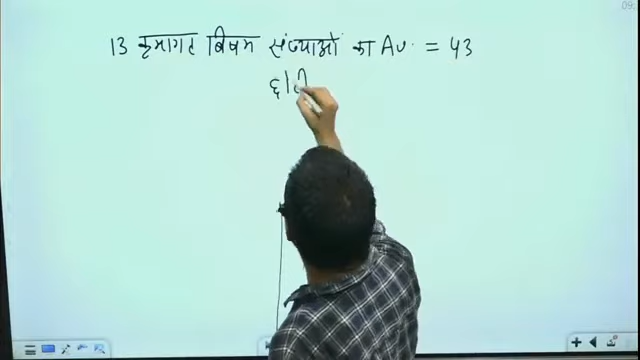 13 क्रमागत विषम संख्याओं का Av. = 43